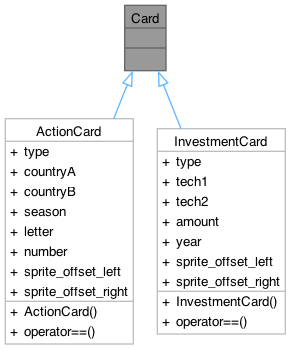 Card
ActionCard
+ type
+ countryA
+ countryB
+ season
+ letter
+ number
+ sprite_offset_left
+ sprite_offset_right
+ ActionCard()
+ operator==()
InvestmentCard
+ type
+ tech1
+ tech2
+ amount
+ year
+ sprite_offset_left
+ sprite_offset_right
+ InvestmentCard()
+ operator==()